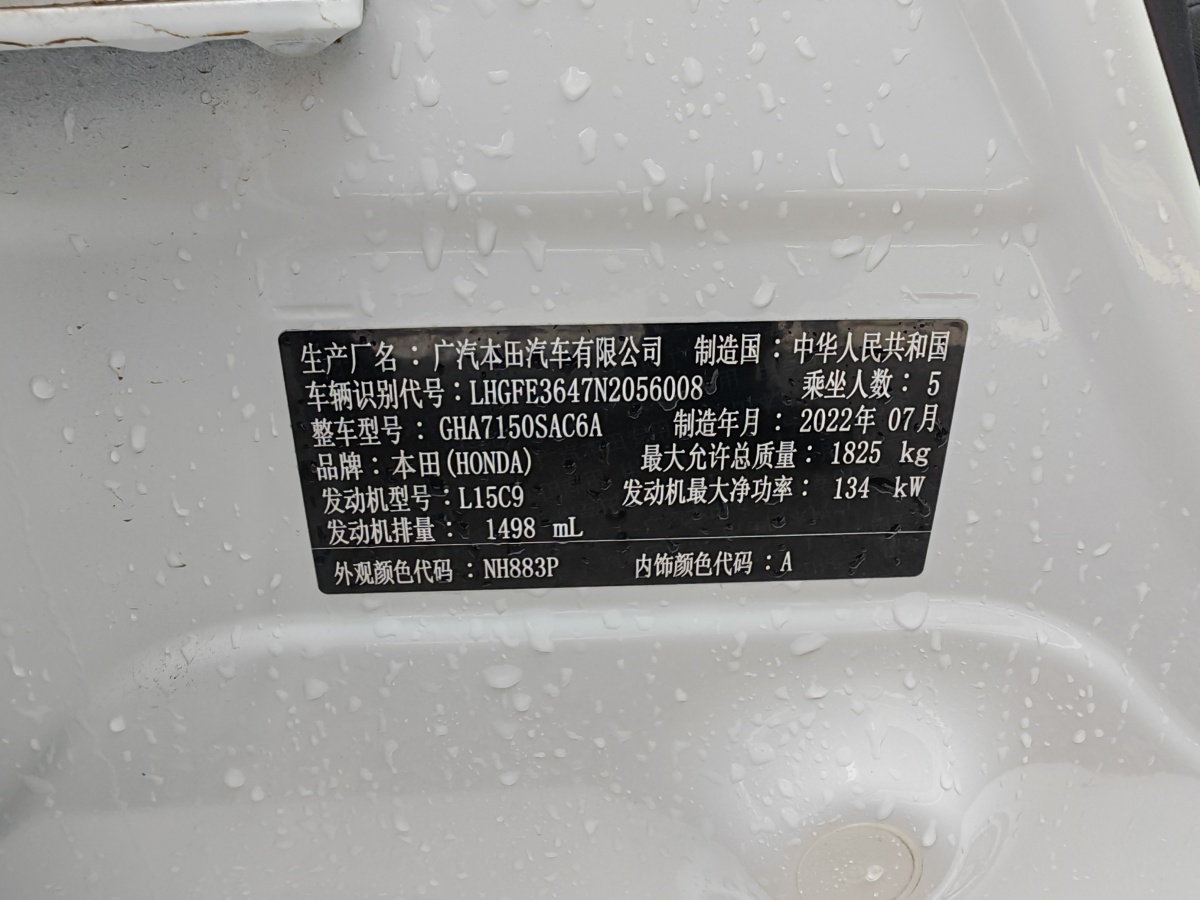 生产厂名：广汽本田汽车有限公司 制造国：中华人民共和国
车辆识别代号：LHGFE3647N2056008 乘坐人数：5
整车型号：GHA7150SAC6A 制造年月：2022年 07月
品牌：本田(HONDA) 最大允许总质量：1825 kg
发动机型号：L15C9 发动机最大净功率：134 kW
发动机排量：1498 mL
外观颜色代码：NH883P 内饰颜色代码：A